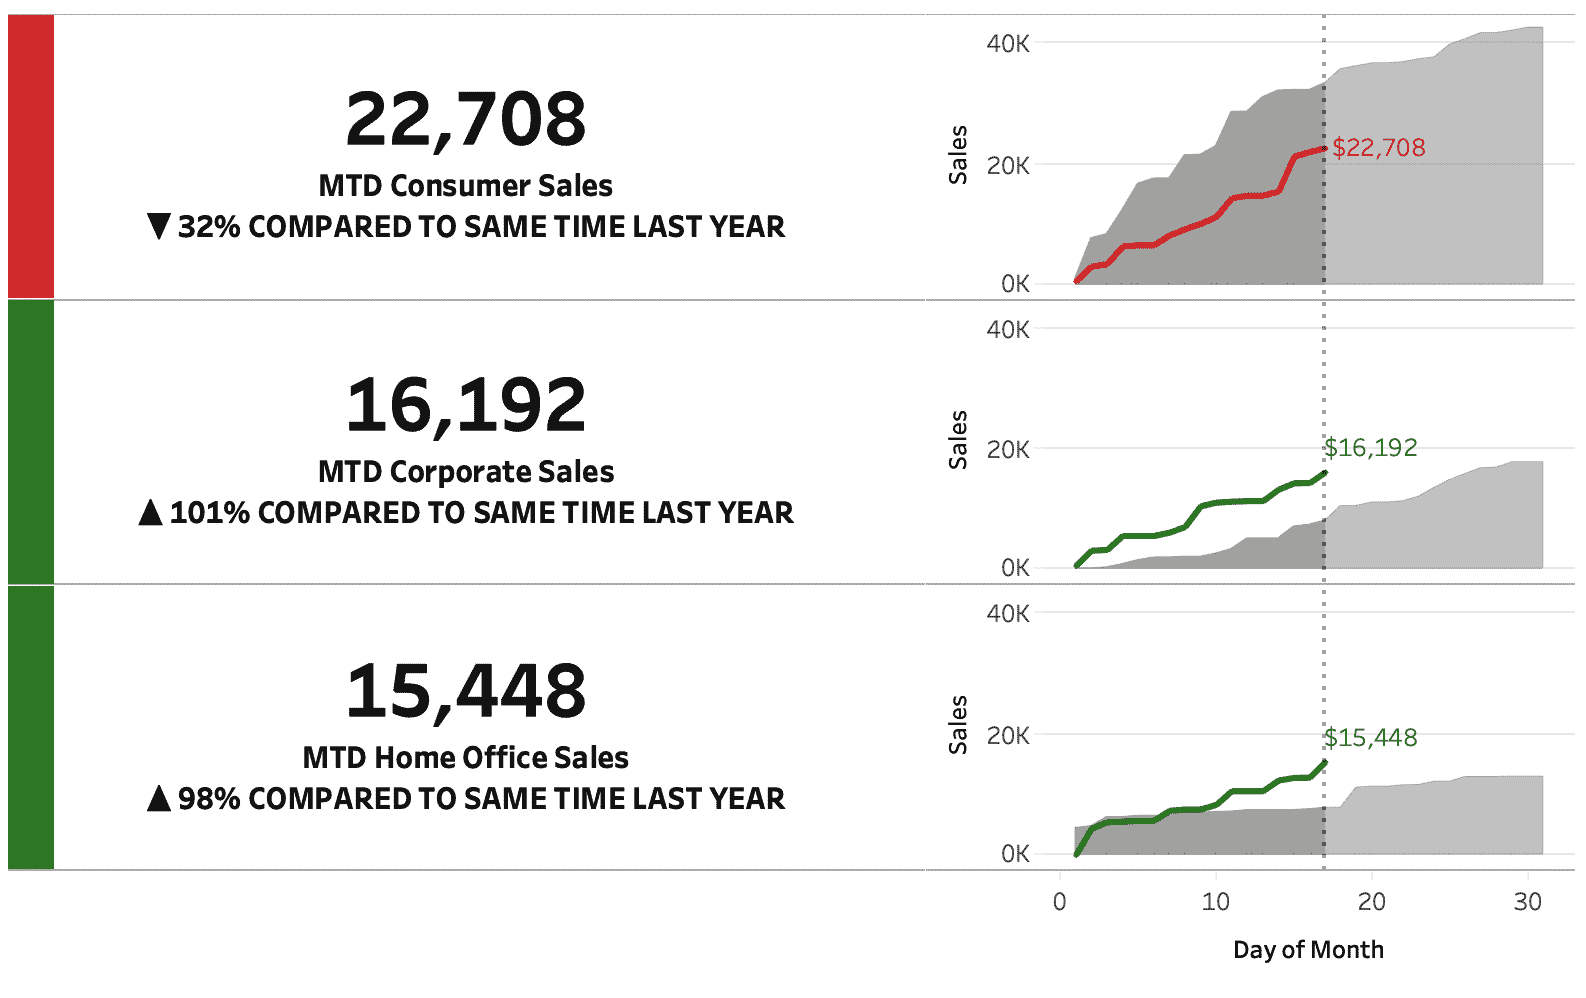 22,708
MTD Consumer Sales
▼ 32% COMPARED TO SAME TIME LAST YEAR
40K
20K
0K
Sales
$22,708
16,192
MTD Corporate Sales
▲ 101% COMPARED TO SAME TIME LAST YEAR
40K
20K
0K
Sales
$16,192
15,448
MTD Home Office Sales
▲ 98% COMPARED TO SAME TIME LAST YEAR
40K
20K
0K
Sales
$15,448
0 10 20 30
Day of Month